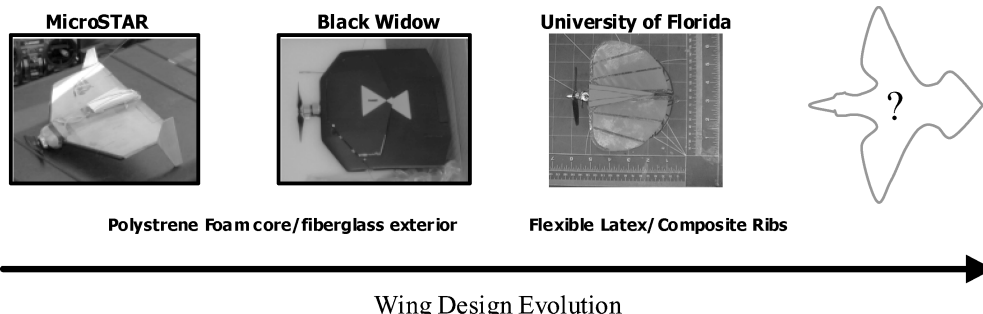 MicroSTAR
Black Widow
University of Florida
?
Polystrene Foam core/fiberglass exterior
Flexible Latex/Composite Ribs
Wing Design Evolution